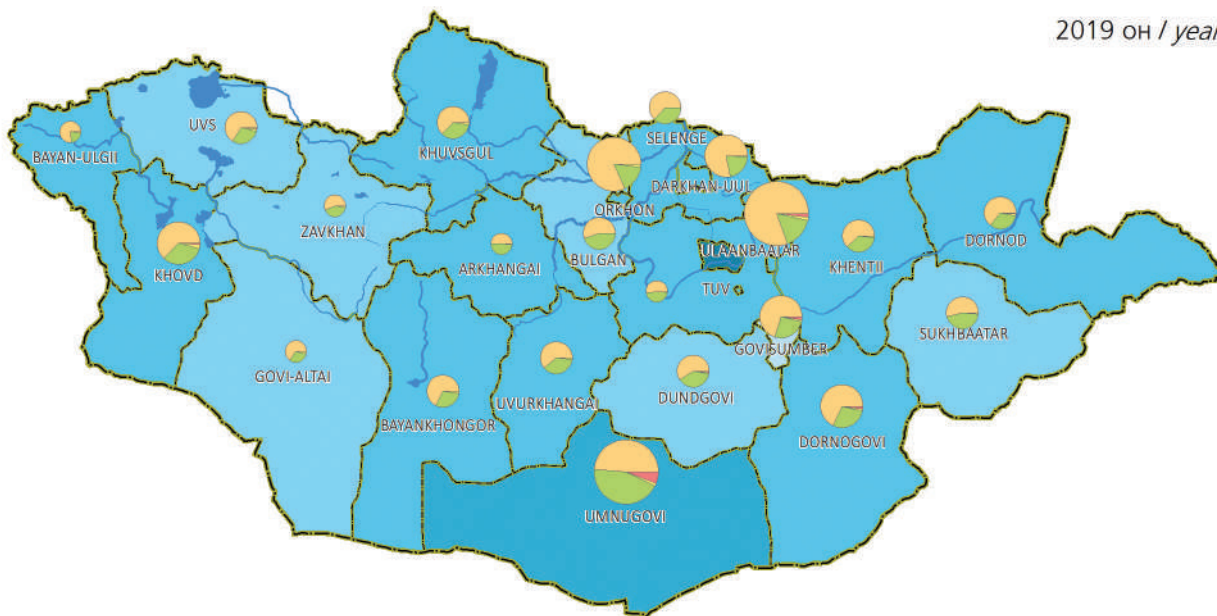 2019 он / year
UVS
BAYAN-ULGII
KHUVSGUL
SELENGE
DARKHAN-UUL
ORKHON
ZAVKHAN
KHOVD
ARKHANGAI
BULGAN
ULAANBAATAR
KHENTII
DORNOD
TUV
GOVISUMBER
SUKHBAATAR
GOVI-ALTAI
BAYANKHONGOR
UVURKHANGAI
DUNDGOVI
DORNOGOVI
UMNUGOVI